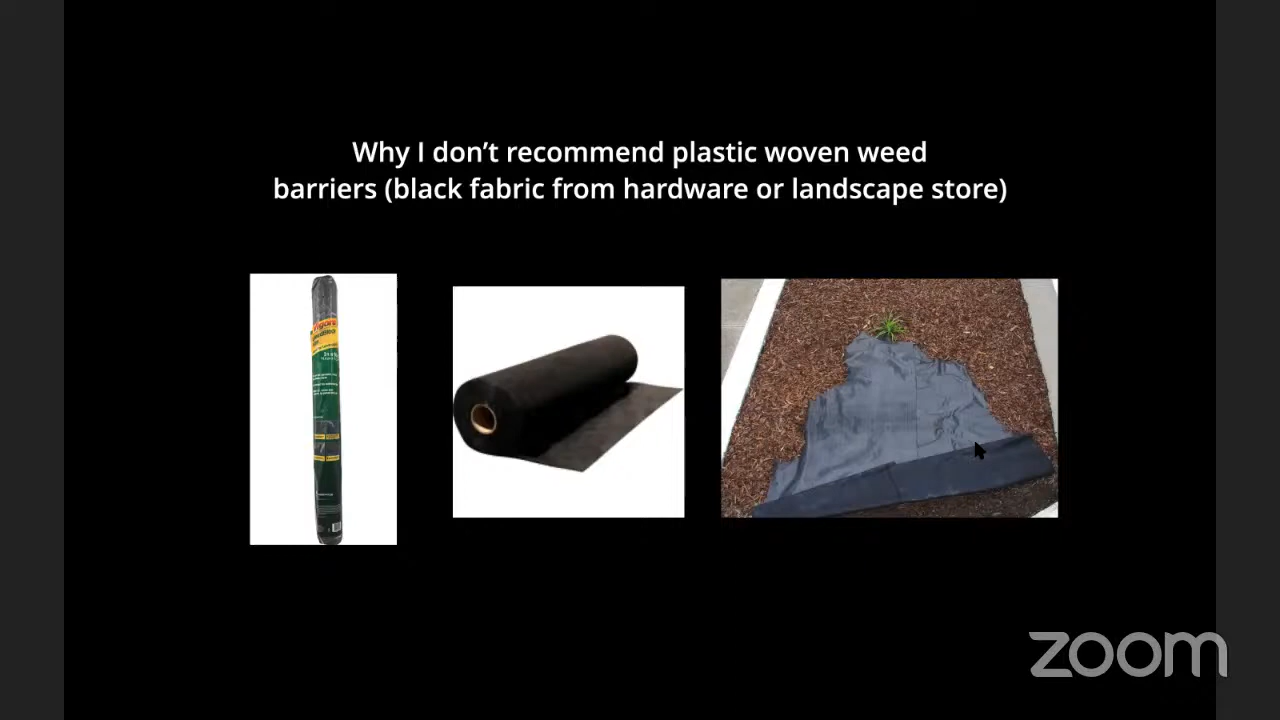 Why I don't recommend plastic woven weed
barriers (black fabric from hardware or landscape store)
zoom